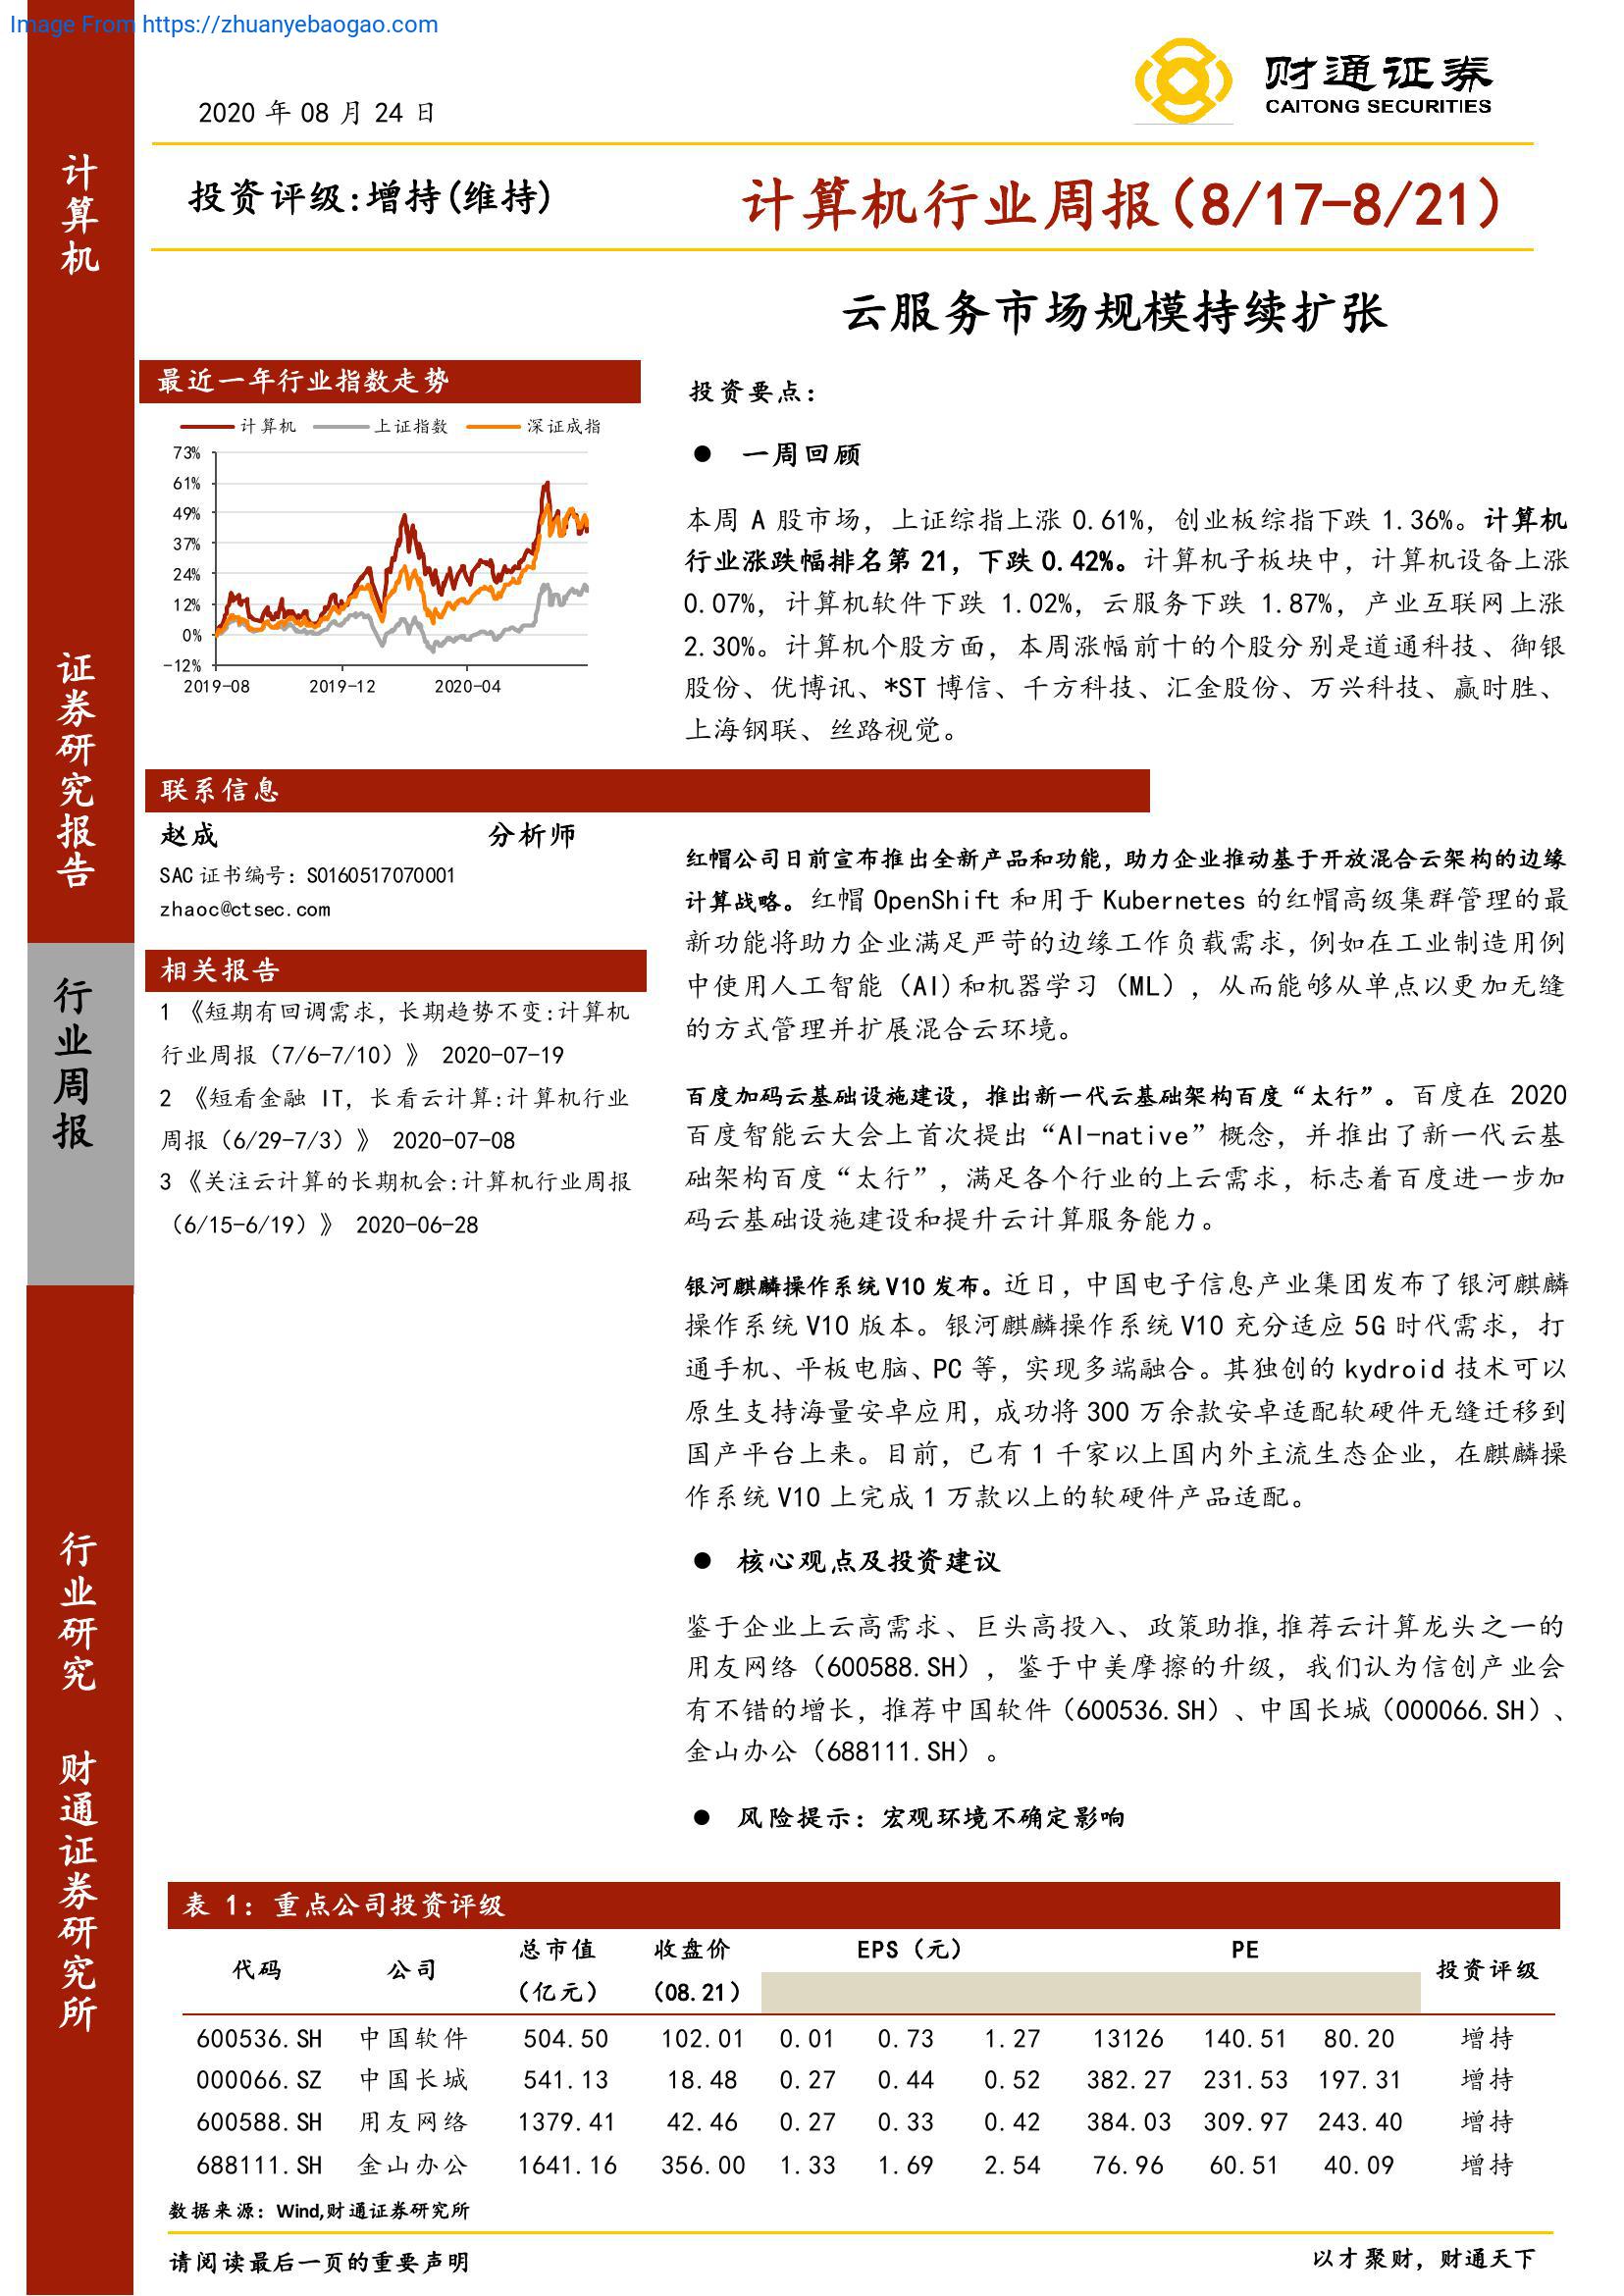 Image From https://zhuanyebaogao.com
财通证券
CAITONG SECURITIES
2020 年 08 月 24 日
计算机
证券研究报告
行业周报
行业研究
财通证券研究所
投资评级:增持(维持)
计算机行业周报(8/17-8/21)
云服务市场规模持续扩张
最近一年行业指数走势
计算机 上证指数 深证成指
73%
61%
49%
37%
24%
12%
0%
-12%
2019-08 2019-12 2020-04
联系信息
赵成 分析师
SAC 证书编号：S0160517070001
zhaoc@ctsec.com
相关报告
1 《短期有回调需求，长期趋势不变:计算机
行业周报（7/6-7/10）》 2020-07-19
2 《短看金融 IT，长看云计算:计算机行业
周报（6/29-7/3）》 2020-07-08
3 《关注云计算的长期机会:计算机行业周报
（6/15-6/19）》 2020-06-28
投资要点：
● 一周回顾
本周 A 股市场，上证综指上涨 0.61%，创业板综指下跌 1.36%。计算机
行业涨跌幅排名第 21，下跌 0.42%。计算机子板块中，计算机设备上涨
0.07%，计算机软件下跌 1.02%，云服务下跌 1.87%，产业互联网上涨
2.30%。计算机个股方面，本周涨幅前十的个股分别是道通科技、御银
股份、优博讯、*ST 博信、千方科技、汇金股份、万兴科技、赢时胜、
上海钢联、丝路视觉。
红帽公司日前宣布推出全新产品和功能，助力企业推动基于开放混合云架构的边缘
计算战略。红帽 OpenShift 和用于 Kubernetes 的红帽高级集群管理的最
新功能将助力企业满足严苛的边缘工作负载需求，例如在工业制造用例
中使用人工智能（AI)和机器学习（ML），从而能够从单点以更加无缝
的方式管理并扩展混合云环境。
百度加码云基础设施建设，推出新一代云基础架构百度“太行”。百度在 2020
百度智能云大会上首次提出“AI-native”概念，并推出了新一代云基
础架构百度“太行”，满足各个行业的上云需求，标志着百度进一步加
码云基础设施建设和提升云计算服务能力。
银河麒麟操作系统 V10 发布。近日，中国电子信息产业集团发布了银河麒麟
操作系统 V10 版本。银河麒麟操作系统 V10 充分适应 5G 时代需求，打
通手机、平板电脑、PC 等，实现多端融合。其独创的 kydroid 技术可以
原生支持海量安卓应用，成功将 300 万余款安卓适配软硬件无缝迁移到
国产平台上来。目前，已有 1 千家以上国内外主流生态企业，在麒麟操
作系统 V10 上完成 1 万款以上的软硬件产品适配。
● 核心观点及投资建议
鉴于企业上云高需求、巨头高投入、政策助推,推荐云计算龙头之一的
用友网络（600588.SH），鉴于中美摩擦的升级，我们认为信创产业会
有不错的增长，推荐中国软件（600536.SH）、中国长城（000066.SH）、
金山办公（688111.SH）。
● 风险提示：宏观环境不确定影响
表 1：重点公司投资评级
代码 公司 总市值（亿元） 收盘价（08.21） EPS（元） PE 投资评级
600536.SH 中国软件 504.50 102.01 0.01 0.73 1.27 13126 140.51 80.20 增持
000066.SZ 中国长城 541.13 18.48 0.27 0.44 0.52 382.27 231.53 197.31 增持
600588.SH 用友网络 1379.41 42.46 0.27 0.33 0.42 384.03 309.97 243.40 增持
688111.SH 金山办公 1641.16 356.00 1.33 1.69 2.54 76.96 60.51 40.09 增持
数据来源：Wind,财通证券研究所
请阅读最后一页的重要声明
以才聚财，财通天下